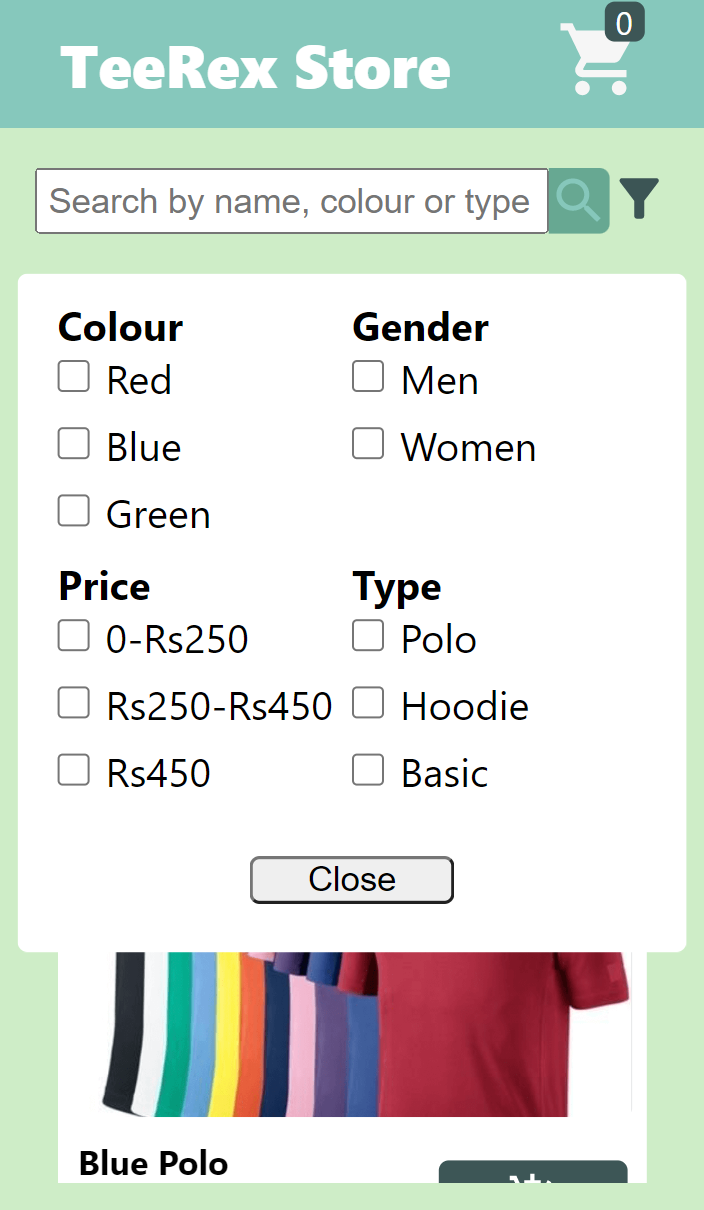 TeeRex Store
0
Search by name, colour or type
Colour
Red
Blue
Green
Gender
Men
Women
Price
0-Rs250
Rs250-Rs450
Rs450
Type
Polo
Hoodie
Basic
Close
Blue Polo